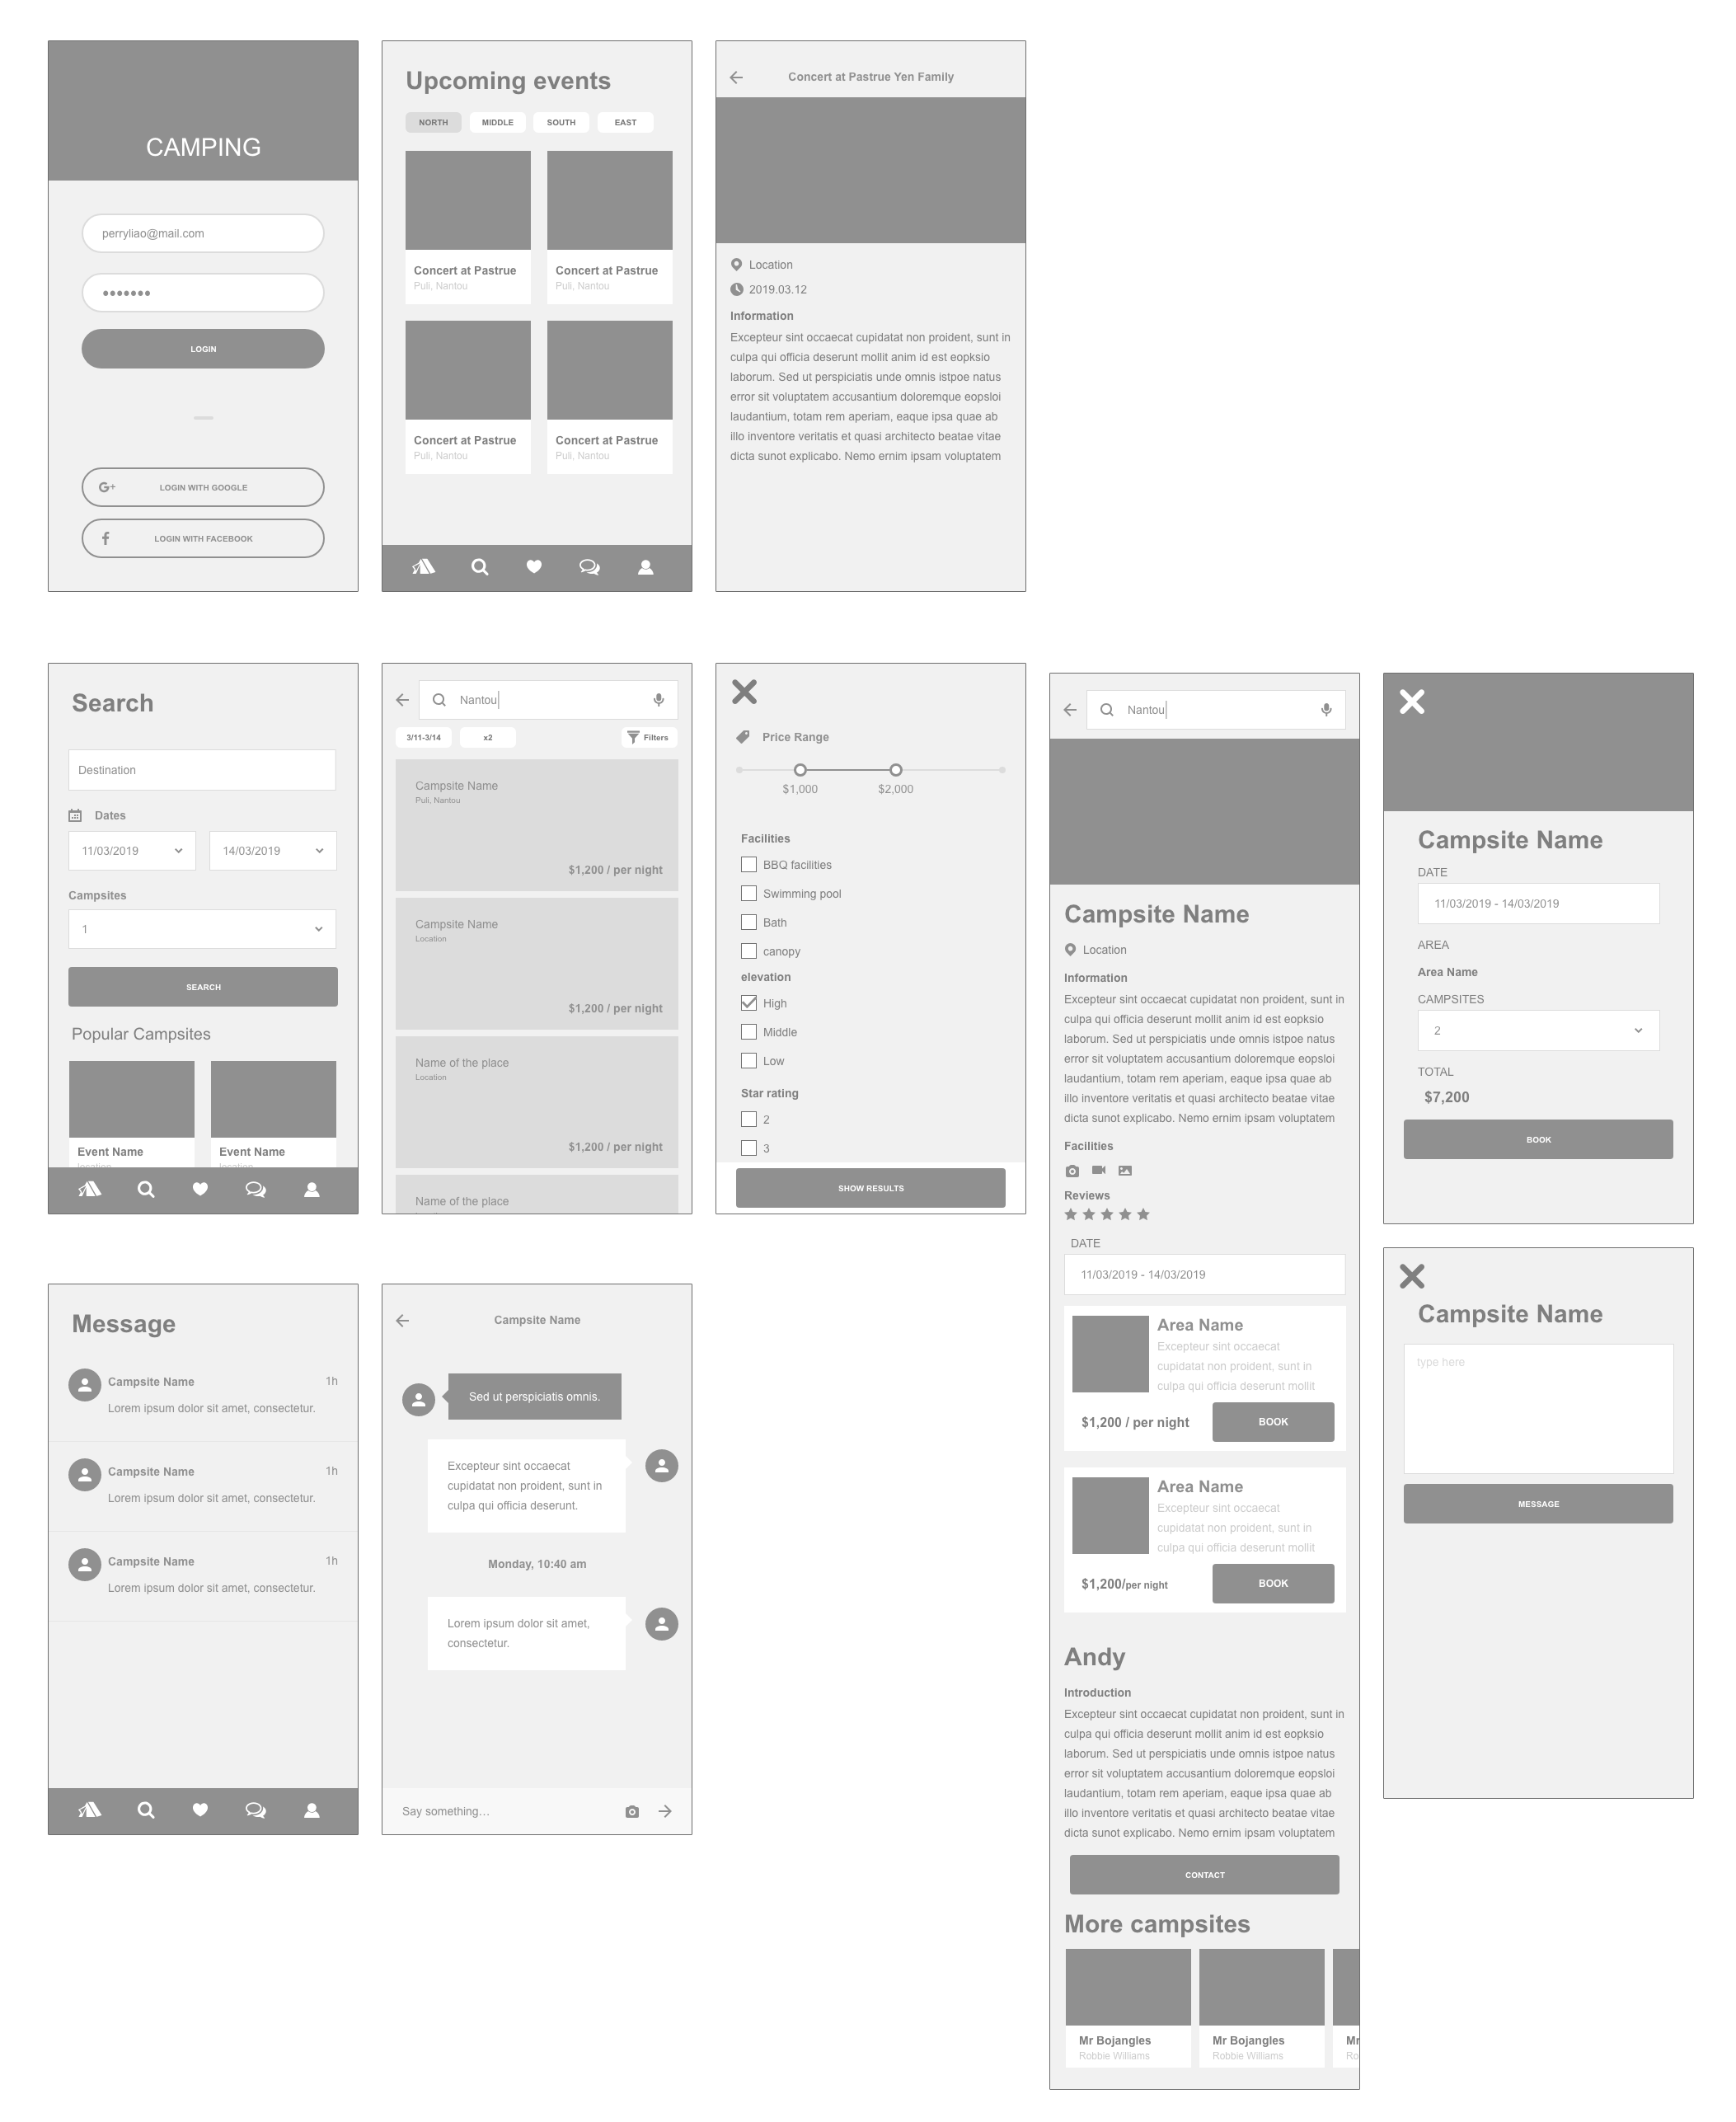 CAMPING
perryliao@mail.com
LOGIN
LOGIN WITH GOOGLE
LOGIN WITH FACEBOOK
Upcoming events
NORTH MIDDLE SOUTH EAST
Concert at Pastrue Concert at Pastrue
Puli, Nantou Puli, Nantou
Concert at Pastrue Concert at Pastrue
Puli, Nantou Puli, Nantou
Concert at Pastrue Yen Family
Location
2019.03.12
Information
Excepteur sint occaecat cupidatat non proident, sunt in
culpa qui officia deserunt mollit anim id est eopksio
laborum. Sed ut perspiciatis unde omnis istpoe natus
error sit voluptatem accusantium doloremque eopsloi
laudantium, totam rem aperiam, eaque ipsa quae ab
illo inventore veritatis et quasi architecto beatae vitae
dicta sunot explicabo. Nemo ernim ipsam voluptatem
Search
Destination
Dates
11/03/2019 14/03/2019
Campsites
1
SEARCH
Popular Campsites
Event Name Event Name
location location
Nantou
3/11-3/14 x2 Filters
Campsite Name
Puli, Nantou
$1,200 / per night
Campsite Name
Location
$1,200 / per night
Name of the place
Location
$1,200 / per night
Name of the place
Price Range
$1,000 $2,000
Facilities
BBQ facilities
Swimming pool
Bath
canopy
elevation
High
Middle
Low
Star rating
2
3
SHOW RESULTS
Nantou
Campsite Name
Location
Information
Excepteur sint occaecat cupidatat non proident, sunt in
culpa qui officia deserunt mollit anim id est eopksio
laborum. Sed ut perspiciatis unde omnis istpoe natus
error sit voluptatem accusantium doloremque eopsloi
laudantium, totam rem aperiam, eaque ipsa quae ab
illo inventore veritatis et quasi architecto beatae vitae
dicta sunot explicabo. Nemo ernim ipsam voluptatem
Facilities
Reviews
DATE
11/03/2019 - 14/03/2019
Area Name
Excepteur sint occaecat
cupidatat non proident, sunt in
culpa qui officia deserunt mollit
$1,200 / per night BOOK
Area Name
Excepteur sint occaecat
cupidatat non proident, sunt in
culpa qui officia deserunt mollit
$1,200/per night BOOK
Andy
Introduction
Excepteur sint occaecat cupidatat non proident, sunt in
culpa qui officia deserunt mollit anim id est eopksio
laborum. Sed ut perspiciatis unde omnis istpoe natus
error sit voluptatem accusantium doloremque eopsloi
laudantium, totam rem aperiam, eaque ipsa quae ab
illo inventore veritatis et quasi architecto beatae vitae
dicta sunot explicabo. Nemo ernim ipsam voluptatem
CONTACT
More campsites
Mr Bojangles Mr Bojangles Mr
Robbie Williams Robbie Williams Ro
Campsite Name
DATE
11/03/2019 - 14/03/2019
AREA
Area Name
CAMPSITES
2
TOTAL
$7,200
BOOK
Campsite Name
type here
MESSAGE
Message
Campsite Name 1h
Lorem ipsum dolor sit amet, consectetur.
Campsite Name 1h
Lorem ipsum dolor sit amet, consectetur.
Campsite Name 1h
Lorem ipsum dolor sit amet, consectetur.
Campsite Name
Sed ut perspiciatis omnis.
Excepteur sint occaecat
cupidatat non proident, sunt in
culpa qui officia deserunt.
Monday, 10:40 am
Lorem ipsum dolor sit amet,
consectetur.
Say something...